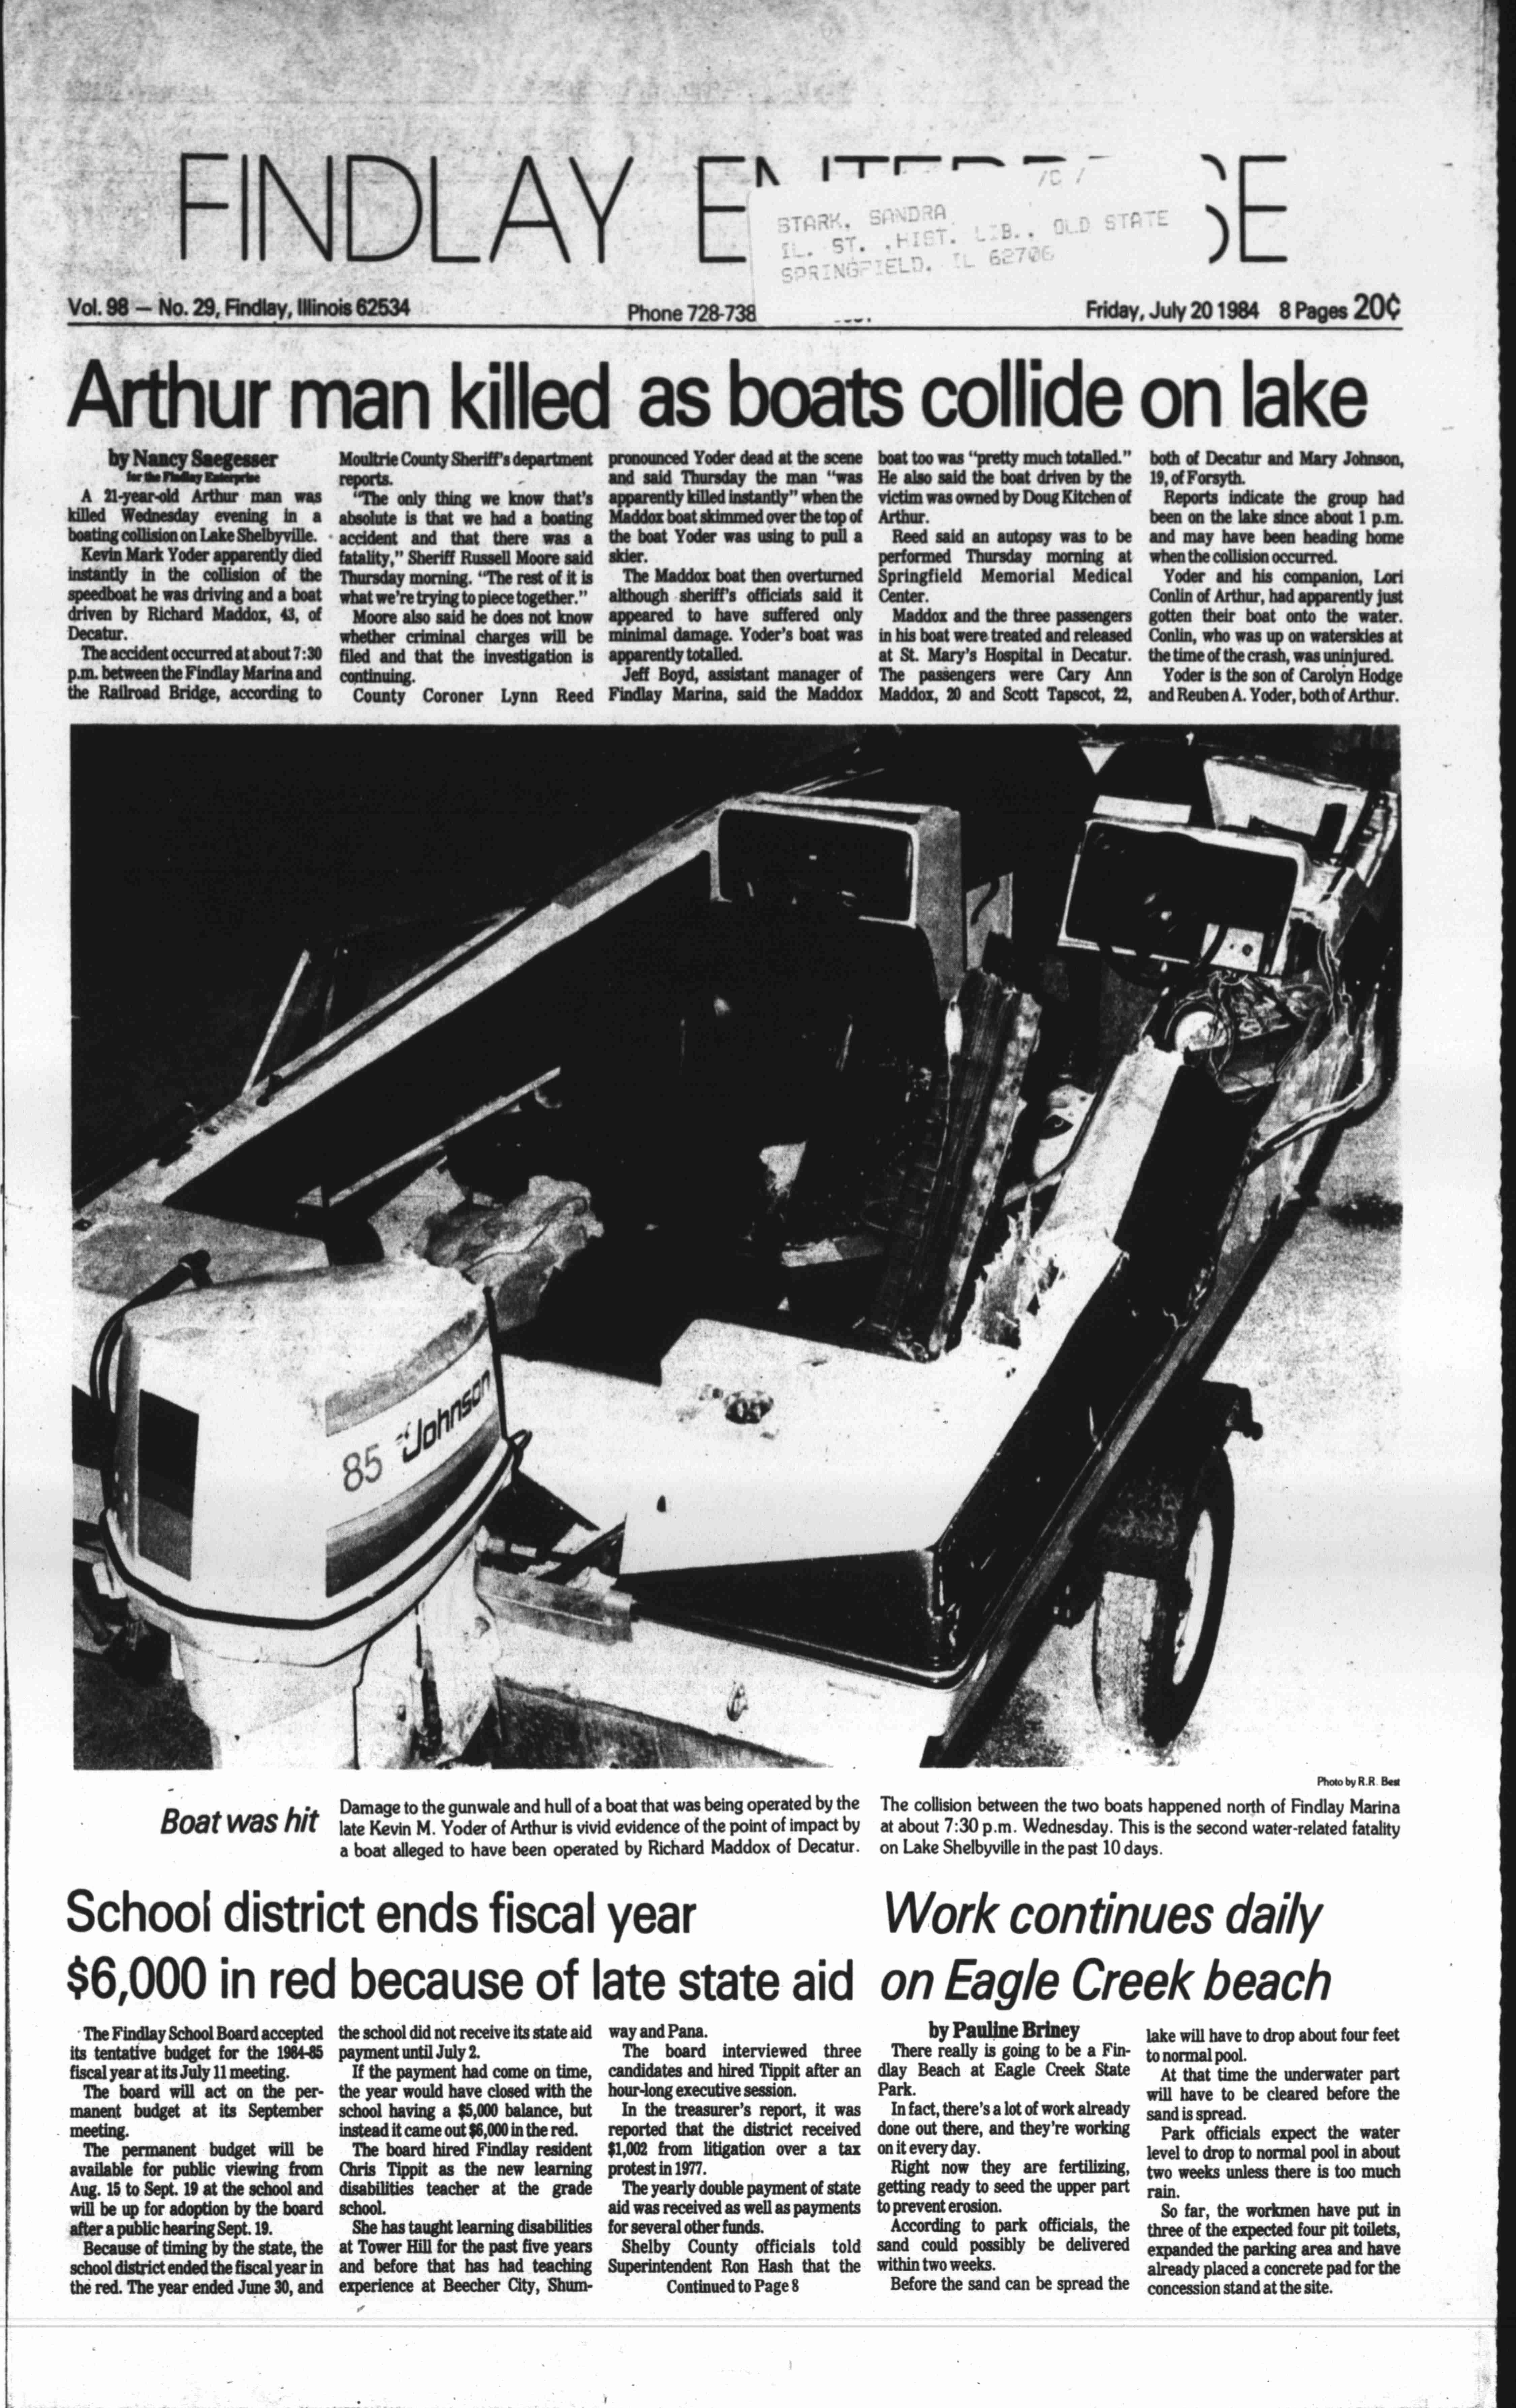 FINDLAY E
STARK, SANDRA
IL. ST. .HIST. LIB., OLD STATE
SPRINGFIELD, IL 62706
Vol. 98 — No. 29, Findlay, Illinois 62534
Phone 728-738
Friday, July 20 1984 8 Pages 20¢
Arthur man killed as boats collide on lake
by Nancy Saegesser
for the Findlay Enterprise
A 21-year-old Arthur man was
killed Wednesday evening in a
boating collision on Lake Shelbyville.
Kevin Mark Yoder apparently died
instantly in the collision of the
speedboat he was driving and a boat
driven by Richard Maddox, 43, of
Decatur.
The accident occurred at about 7:30
p.m. between the Findlay Marina and
the Railroad Bridge, according to
Moultrie County Sheriff's department
reports.
"The only thing we know that's
absolute is that we had a boating
accident and that there was a
fatality," Sheriff Russell Moore said
Thursday morning. "The rest of it is
what we're trying to piece together."
Moore also said he does not know
whether criminal charges will be
filed and that the investigation is
continuing.
County Coroner Lynn Reed
pronounced Yoder dead at the scene
and said Thursday the man "was
apparently killed instantly" when the
Maddox boat skimmed over the top of
the boat Yoder was using to pull a
skier.
The Maddox boat then overturned
although sheriff's officials said it
appeared to have suffered only
minimal damage. Yoder's boat was
apparently totalled.
Jeff Boyd, assistant manager of
Findlay Marina, said the Maddox
boat too was "pretty much totalled."
He also said the boat driven by the
victim was owned by Doug Kitchen of
Arthur.
Reed said an autopsy was to be
performed Thursday morning at
Springfield Memorial Medical
Center.
Maddox and the three passengers
in his boat were treated and released
at St. Mary's Hospital in Decatur.
The passengers were Cary Ann
Maddox, 20 and Scott Tapscot, 22,
both of Decatur and Mary Johnson,
19, of Forsyth.
Reports indicate the group had
been on the lake since about 1 p.m.
and may have been heading home
when the collision occurred.
Yoder and his companion, Lori
Conlin of Arthur, had apparently just
gotten their boat onto the water.
Conlin, who was up on waterskies at
the time of the crash, was uninjured.
Yoder is the son of Carolyn Hodge
and Reuben A. Yoder, both of Arthur.
85 Johnson
Photo by R.R. Best
Boat was hit
Damage to the gunwale and hull of a boat that was being operated by the
late Kevin M. Yoder of Arthur is vivid evidence of the point of impact by
a boat alleged to have been operated by Richard Maddox of Decatur.
The collision between the two boats happened north of Findlay Marina
at about 7:30 p.m. Wednesday. This is the second water-related fatality
on Lake Shelbyville in the past 10 days.
School district ends fiscal year
$6,000 in red because of late state aid
The Findlay School Board accepted
its tentative budget for the 1984-85
fiscal year at its July 11 meeting.
The board will act on the per-
manent budget at its September
meeting.
The permanent budget will be
available for public viewing from
Aug. 15 to Sept. 19 at the school and
will be up for adoption by the board
after a public hearing Sept. 19.
Because of timing by the state, the
school district ended the fiscal year in
the red. The year ended June 30, and
the school did not receive its state aid
payment until July 2.
If the payment had come on time,
the year would have closed with the
school having a $5,000 balance, but
instead it came out $6,000 in the red.
The board hired Findlay resident
Chris Tippit as the new learning
disabilities teacher at the grade
school.
She has taught learning disabilities
at Tower Hill for the past five years
and before that has had teaching
experience at Beecher City, Shum-
way and Pana.
The board interviewed three
candidates and hired Tippit after an
hour-long executive session.
In the treasurer's report, it was
reported that the district received
$1,002 from litigation over a tax
protest in 1977.
The yearly double payment of state
aid was received as well as payments
for several other funds.
Shelby County officials told
Superintendent Ron Hash that the
Continued to Page 8
Work continues daily
on Eagle Creek beach
by Pauline Briney
There really is going to be a Fin-
dlay Beach at Eagle Creek State
Park.
In fact, there's a lot of work already
done out there, and they're working
on it every day.
Right now they are fertilizing,
getting ready to seed the upper part
to prevent erosion.
According to park officials, the
sand could possibly be delivered
within two weeks.
Before the sand can be spread the
lake will have to drop about four feet
to normal pool.
At that time the underwater part
will have to be cleared before the
sand is spread.
Park officials expect the water
level to drop to normal pool in about
two weeks unless there is too much
rain.
So far, the workmen have put in
three of the expected four pit toilets,
expanded the parking area and have
already placed a concrete pad for the
concession stand at the site.